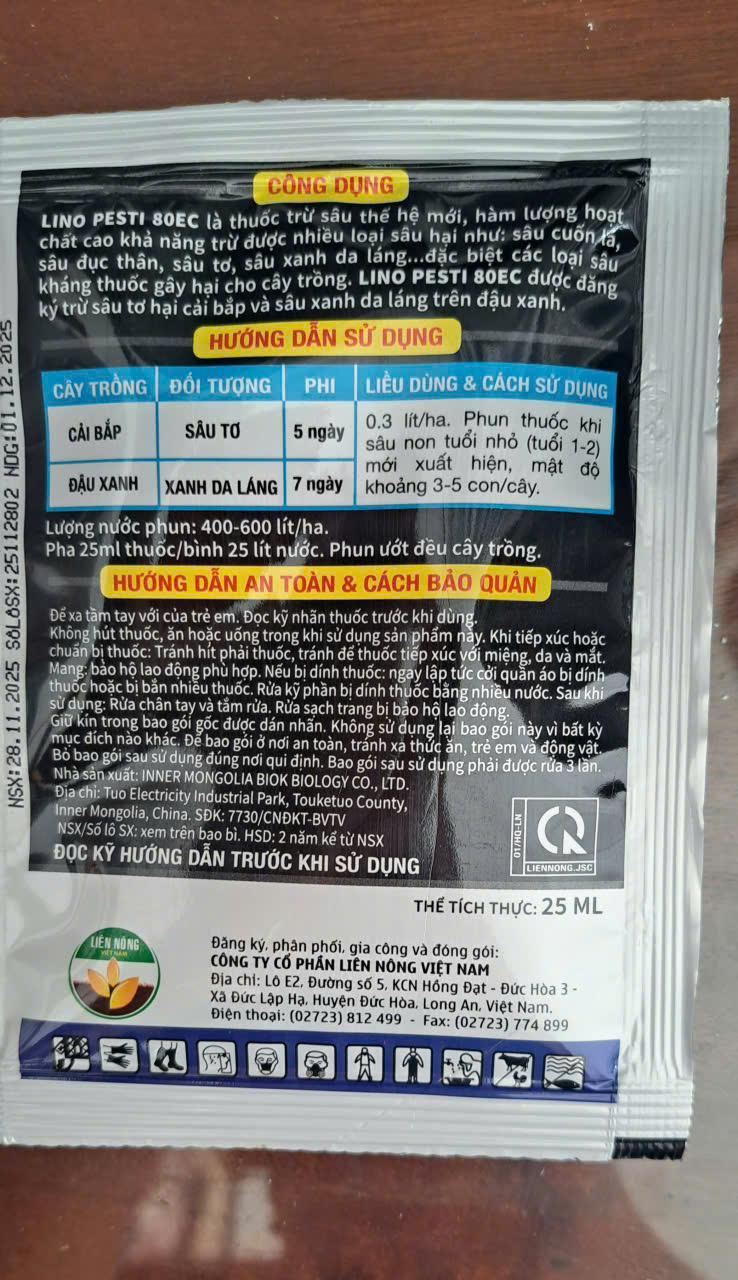 CÔNG DỤNG
LINO PESTI 80EC là thuốc trừ sâu thế hệ mới, hàm lượng hoạt
chất cao khả năng trừ được nhiều loại sâu hại như: sâu cuốn lá,
sâu đục thân, sâu tơ, sâu xanh da láng...đặc biệt các loại sâu
kháng thuốc gây hại cho cây trồng. LINO PESTI 80EC được đăng
ký trừ sâu tơ hại cải bắp và sâu xanh da láng trên đậu xanh.
HƯỚNG DẪN SỬ DỤNG
CÂY TRỒNG ĐỐI TƯỢNG PHI LIỀU DÙNG & CÁCH SỬ DỤNG
CẢI BẮP SÂU TƠ 5 ngày
ĐẬU XANH XANH DA LÁNG 7 ngày
0.3 lít/ha. Phun thuốc khi
sâu non tuổi nhỏ (tuổi 1-2)
mới xuất hiện, mật độ
khoảng 3-5 con/cây.
Lượng nước phun: 400-600 lít/ha.
Pha 25ml thuốc/bình 25 lít nước. Phun ướt đều cây trồng.
HƯỚNG DẪN AN TOÀN & CÁCH BẢO QUẢN
Để xa tầm tay với của trẻ em. Đọc kỹ nhãn thuốc trước khi dùng.
Không hút thuốc, ăn hoặc uống trong khi sử dụng sản phẩm này. Khi tiếp xúc hoặc
chuẩn bị thuốc: Tránh hít phải thuốc, tránh để thuốc tiếp xúc với miệng, da và mắt.
Mang: bảo hộ lao động phù hợp. Nếu bị dính thuốc: ngay lập tức cởi quần áo bị dính
thuốc hoặc bị bắn nhiều thuốc. Rửa kỹ phần bị dính thuốc bằng nhiều nước. Sau khi
sử dụng: Rửa chân tay và tắm rửa. Rửa sạch trang bị bảo hộ lao động.
Giữ kín trong bao gói gốc được dán nhãn. Không sử dụng lại bao gói này vì bất kỳ
mục đích nào khác. Để bao gói ở nơi an toàn, tránh xa thức ăn, trẻ em và động vật.
Bỏ bao gói sau sử dụng đúng nơi qui định. Bao gói sau sử dụng phải được rửa 3 lần.
Nhà sản xuất: INNER MONGOLIA BIOK BIOLOGY CO., LTD.
Địa chỉ: Tuo Electricity Industrial Park, Touketuo County,
Inner Mongolia, China. SĐK: 7730/CNĐKT-BVTV
NSX/Số lô SX: xem trên bao bì. HSD: 2 năm kể từ NSX
ĐỌC KỸ HƯỚNG DẪN TRƯỚC KHI SỬ DỤNG
01/HQ-LN
LIENNONG.JSC
THỂ TÍCH THỰC: 25 ML
LIÊN NÔNG
VIỆT NAM
Đăng ký, phân phối, gia công và đóng gói:
CÔNG TY CỔ PHẦN LIÊN NÔNG VIỆT NAM
Địa chỉ: Lô E2, Đường số 5, KCN Hồng Đạt - Đức Hòa 3 -
Xã Đức Lập Hạ, Huyện Đức Hòa, Long An, Việt Nam.
Điện thoại: (02723) 812 499 - Fax: (02723) 774 899
NSX:28.11.2025 SốLôSX:25112802 NDG:01.12.2025